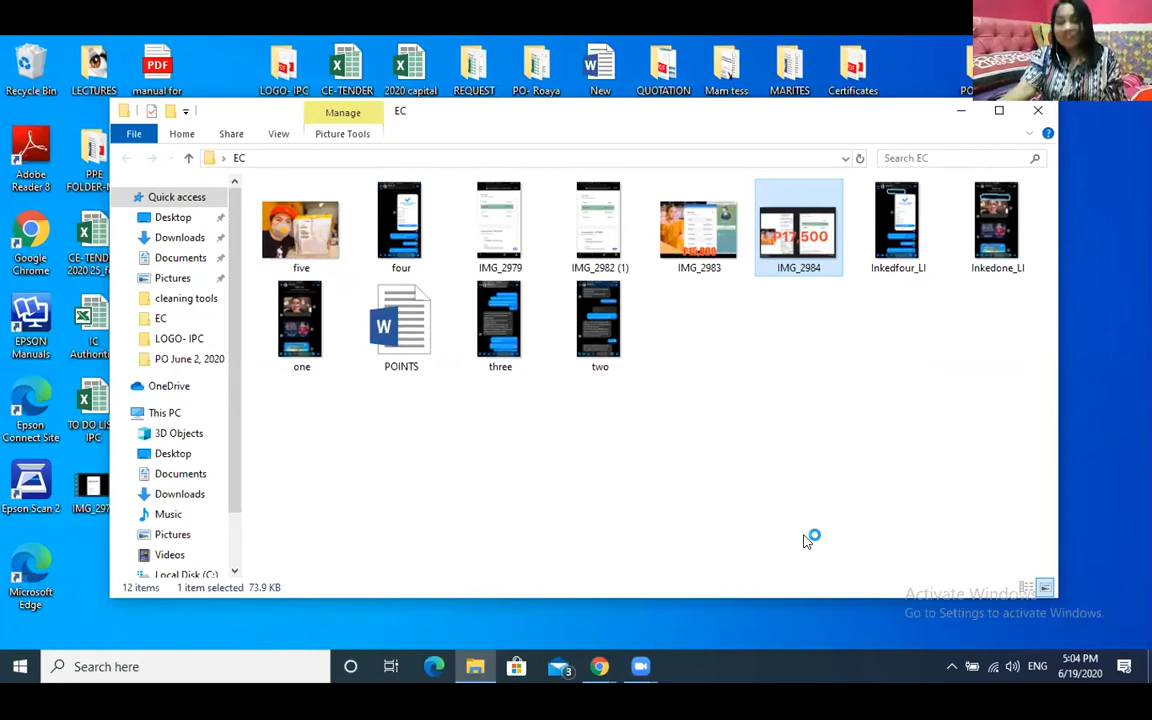 Recycle Bin
LECTURES
PDF
manual for
LOGO- IPC
CE-TENDER
2020 capital
REQUEST
PO- Roaya
New
QUOTATION
Mam tess
MARITES
Certificates
Manage
EC
File
Home
Share
View
Picture Tools
EC
Search EC
Adobe
Reader 8
PPE
Google
Chrome
EPSON
Manuals
IC
Epson
Connect Site
TO DO LIS
IPC
Epson Scan 2
Microsoft
Edge
Quick access
Desktop
Downloads
Documents
Pictures
cleaning tools
EC
LOGO- IPC
PO June 2, 2020
OneDrive
This PC
3D Objects
Desktop
Documents
Downloads
Music
Pictures
Videos
Local Disk (C:)
five
four
IMG_2979
IMG_2982 (1)
IMG_2983
₱17,500
IMG_2984
Inkedfour_LI
Inkedone_LI
one
W
POINTS
three
two
12 items
1 item selected 73.9 KB
Activate Windows
Go to Settings to activate Windows.
Search here
3
ENG
5:04 PM
6/19/2020